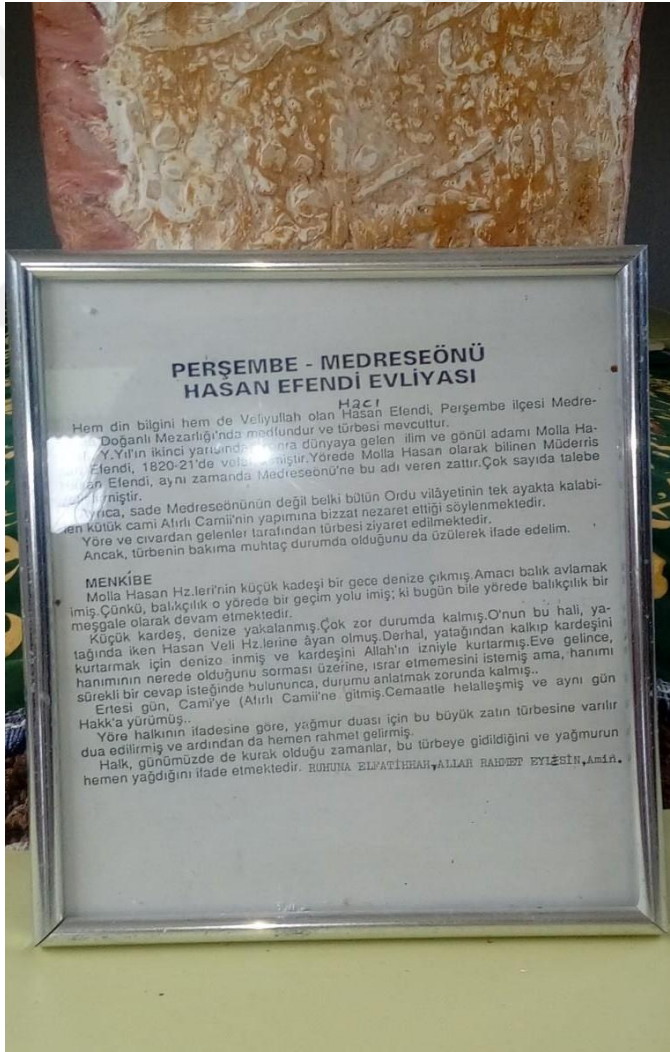 PERŞEMBE - MEDRESEÖNÜ
HASAN EFENDİ EVLİYASI
Hacı
Hem din bilgini hem de Veliyullah olan Hasan Efendi, Perşembe ilçesi Medre-
Doğanlı Mezarlığı'nda medfundur ve türbesi mevcuttur.
Y.Yıl'ın ikinci yarısından sonra dünyaya gelen ilim ve gönül adamı Molla Ha-
Efendi, 1820-21'de vefat etmiştir.Yörede Molla Hasan olarak bilinen Müderris
Efendi, aynı zamanda Medreseönü'ne bu adı veren zattır.Çok sayıda talebe
sade Medreseönünün değil belki bütün Ordu vilâyetinin tek ayakta kalabi-
kütük cami Afırlı Camii'nin yapımına bizzat nezaret ettiği söylenmektedir.
Yöre ve cıvardan gelenler tarafından türbesi ziyaret edilmektedir.
Ancak, türbenin bakıma muhtaç durumda olduğunu da üzülerek ifade edelim.
MENKİBE
Molla Hasan Hz.leri'nin küçük kadeşi bir gece denize çıkmış.Amacı balık avlamak
imiş.Çünkü, balıkçılık o yörede bir geçim yolu imiş; ki bugün bile yörede balıkçılık bir
meşgale olarak devam etmektedir.
Küçük kardeş, denize yakalanmış.Çok zor durumda kalmış.O'nun bu hali, ya-
tağında iken Hasan Veli Hz.lerine âyan olmuş.Derhal, yatağından kalkıp kardeşini
kurtarmak için denizo inmiş ve kardeşini Allah'ın izniyle kurtarmış.Eve gelince,
hanımının nerede olduğunu sorması üzerine, ısrar etmemesini istemiş ama, hanımı
sürekli bir cevap isteğinde bulununca, durumu anlatmak zorunda kalmış..
Ertesi gün, Cami'ye (Afırlı Camii'ne gitmiş.Cemaatle helalleşmiş ve aynı gün
Hakk'a yürümüş..
Yöre halkının ifadesine göre, yağmur duası için bu büyük zatın türbesine varılır
dua edilirmiş ve ardından da hemen rahmet gelirmiş.
Halk, günümüzde de kurak olduğu zamanlar, bu türbeye gidildiğini ve yağmurun
hemen yağdığını ifade etmektedir. RUHUNA ELFATİHHAH,ALLAH RAHMET EYLESİN,Amin.